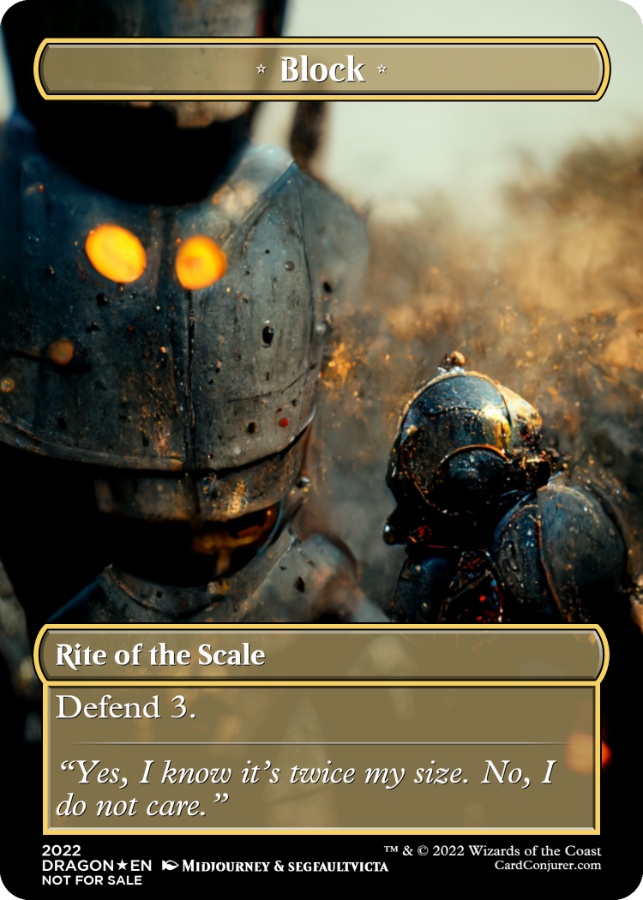 ☆ Block ☆
Rite of the Scale
Defend 3.
“Yes, I know it’s twice my size. No, I
do not care.”
2022
DRAGON★EN Midjourney & segfaultvicta
NOT FOR SALE
™ & © 2022 Wizards of the Coast
CardConjurer.com